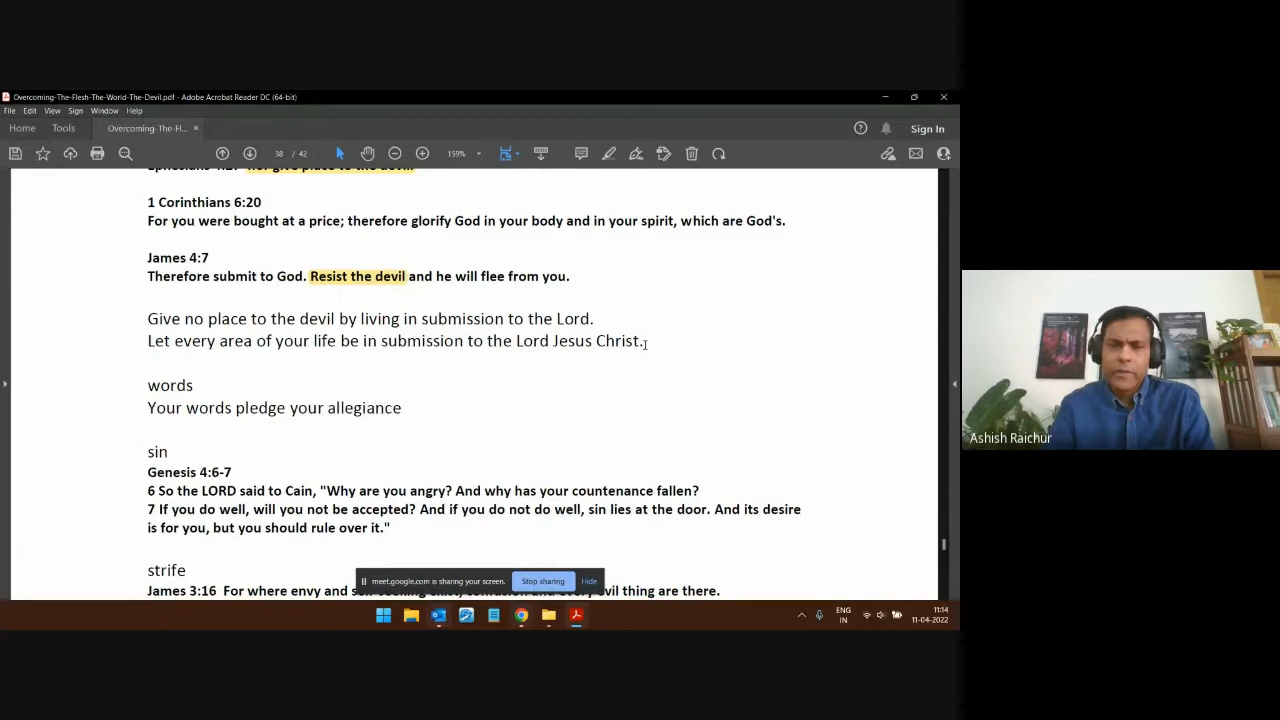 Overcoming-The-Flesh-The-World-The-Devil.pdf - Adobe Acrobat Reader DC (64-bit)
File Edit View Sign Window Help
Home Tools Overcoming-The-Fl... × Sign In
38 / 42 159%
1 Corinthians 6:20
For you were bought at a price; therefore glorify God in your body and in your spirit, which are God's.
James 4:7
Therefore submit to God. Resist the devil and he will flee from you.
Give no place to the devil by living in submission to the Lord.
Let every area of your life be in submission to the Lord Jesus Christ.
words
Your words pledge your allegiance
sin
Genesis 4:6-7
6 So the LORD said to Cain, "Why are you angry? And why has your countenance fallen?
7 If you do well, will you not be accepted? And if you do not do well, sin lies at the door. And its desire
is for you, but you should rule over it."
strife
James 3:16 For where envy and evil thing are there.
meet.google.com is sharing your screen. Stop sharing Hide
ENG
IN
11:14
11-04-2022
Ashish Raichur